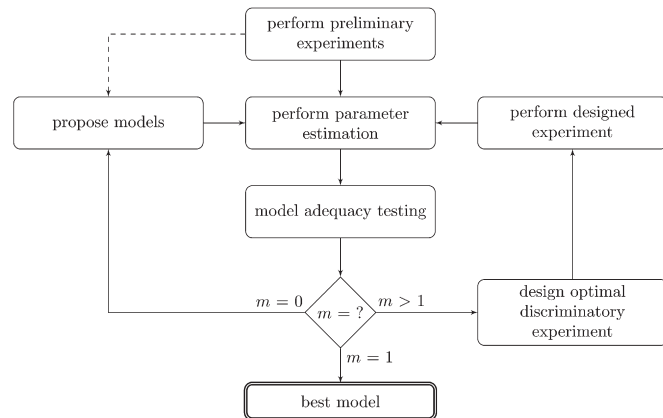 perform preliminary
experiments
propose models
perform parameter
estimation
perform designed
experiment
model adequacy testing
m = 0
m = ?
m > 1
design optimal
discriminatory
experiment
m = 1
best model